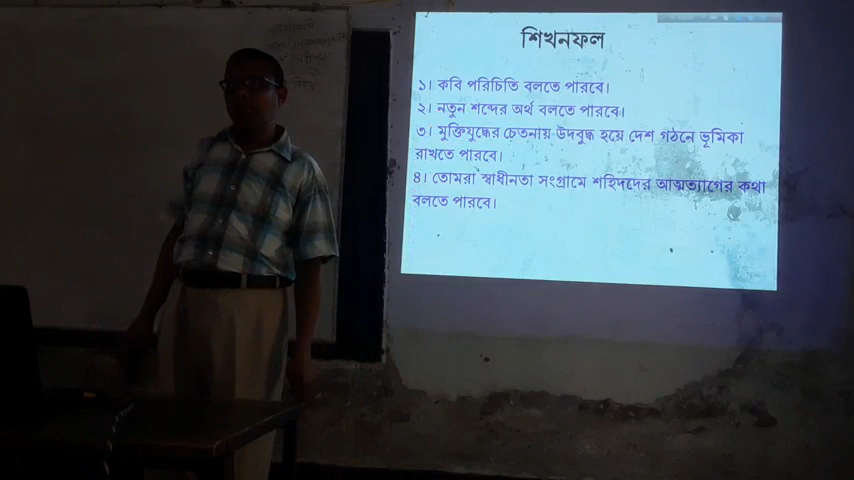 শিখনফল
১। কবি পরিচিতি বলতে পারবে।
২। নতুন শব্দের অর্থ বলতে পারবে।
৩। মুক্তিযুদ্ধের চেতনায় উদবুদ্ধ হয়ে দেশ গঠনে ভূমিকা
রাখতে পারবে।
৪। তোমরা স্বাধীনতা সংগ্রামে শহিদদের আত্মত্যাগের কথা
বলতে পারবে।